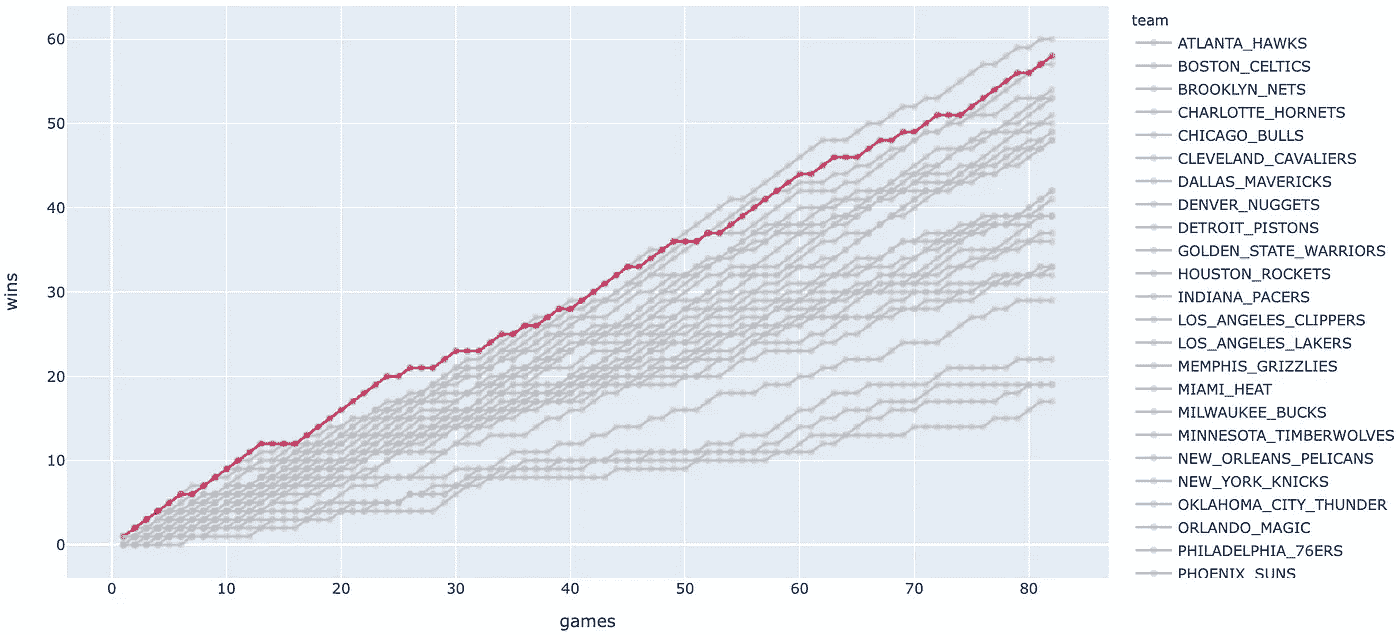 60
50
40
30
20
10
0
wins
0 10 20 30 40 50 60 70 80
games
team
ATLANTA_HAWKS
BOSTON_CELTICS
BROOKLYN_NETS
CHARLOTTE_HORNETS
CHICAGO_BULLS
CLEVELAND_CAVALIERS
DALLAS_MAVERICKS
DENVER_NUGGETS
DETROIT_PISTONS
GOLDEN_STATE_WARRIORS
HOUSTON_ROCKETS
INDIANA_PACERS
LOS_ANGELES_CLIPPERS
LOS_ANGELES_LAKERS
MEMPHIS_GRIZZLIES
MIAMI_HEAT
MILWAUKEE_BUCKS
MINNESOTA_TIMBERWOLVES
NEW_ORLEANS_PELICANS
NEW_YORK_KNICKS
OKLAHOMA_CITY_THUNDER
ORLANDO_MAGIC
PHILADELPHIA_76ERS
PHOENIX_SUNS